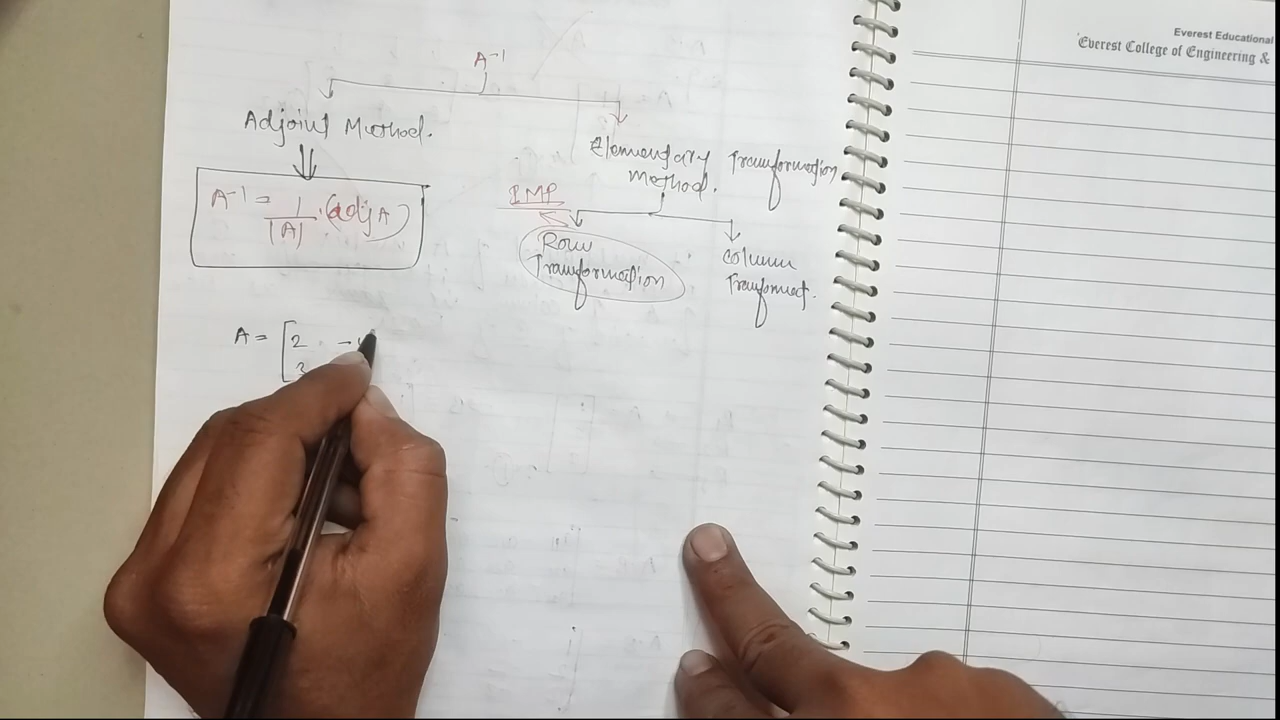 A⁻¹
Adjoint Method.
Elementary Transformation
method.
A⁻¹ = 1/|A| · (adj A)
IMP
Row
Transformation
Column
Transformat.
A = [2
3
Everest Educational
Everest College of Engineering &